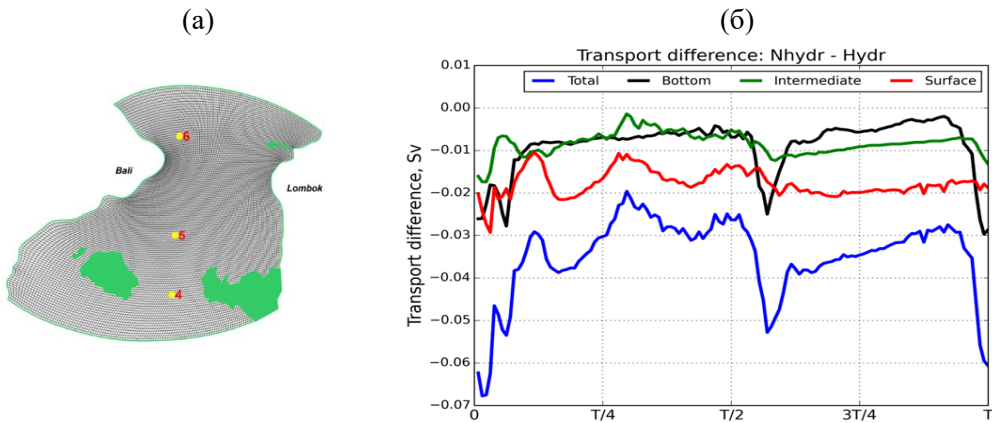 (а)
(б)
6
Bali
Lombok
5
4
Transport difference: Nhydr - Hydr
Total Bottom Intermediate Surface
Transport difference, Sv
0.01
0.00
−0.01
−0.02
−0.03
−0.04
−0.05
−0.06
−0.07
0 T/4 T/2 3T/4 T